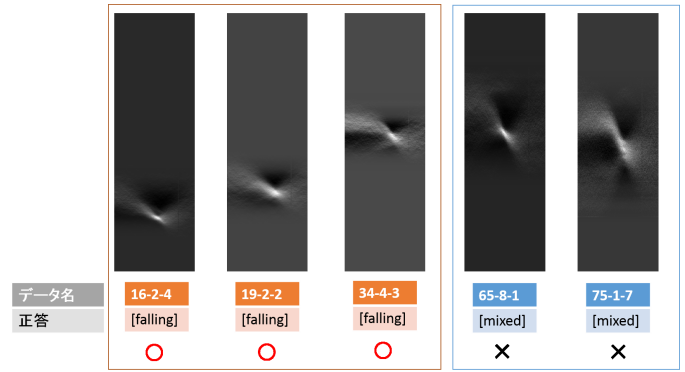 データ名 16-2-4 19-2-2 34-4-3 65-8-1 75-1-7
正答 [falling] [falling] [falling] [mixed] [mixed]
○ ○ ○ × ×